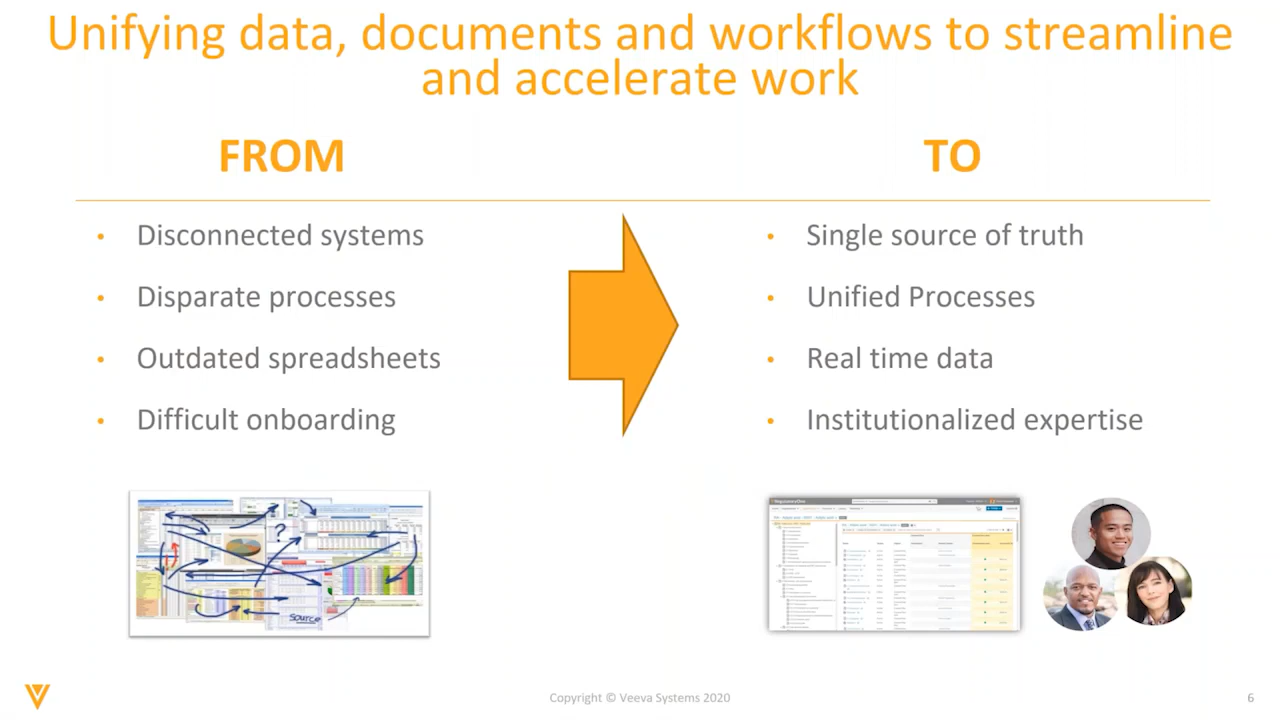 Unifying data, documents and workflows to streamline
and accelerate work
FROM
TO
• Disconnected systems
• Disparate processes
• Outdated spreadsheets
• Difficult onboarding
• Single source of truth
• Unified Processes
• Real time data
• Institutionalized expertise
?
Source
Copyright © Veeva Systems 2020
6